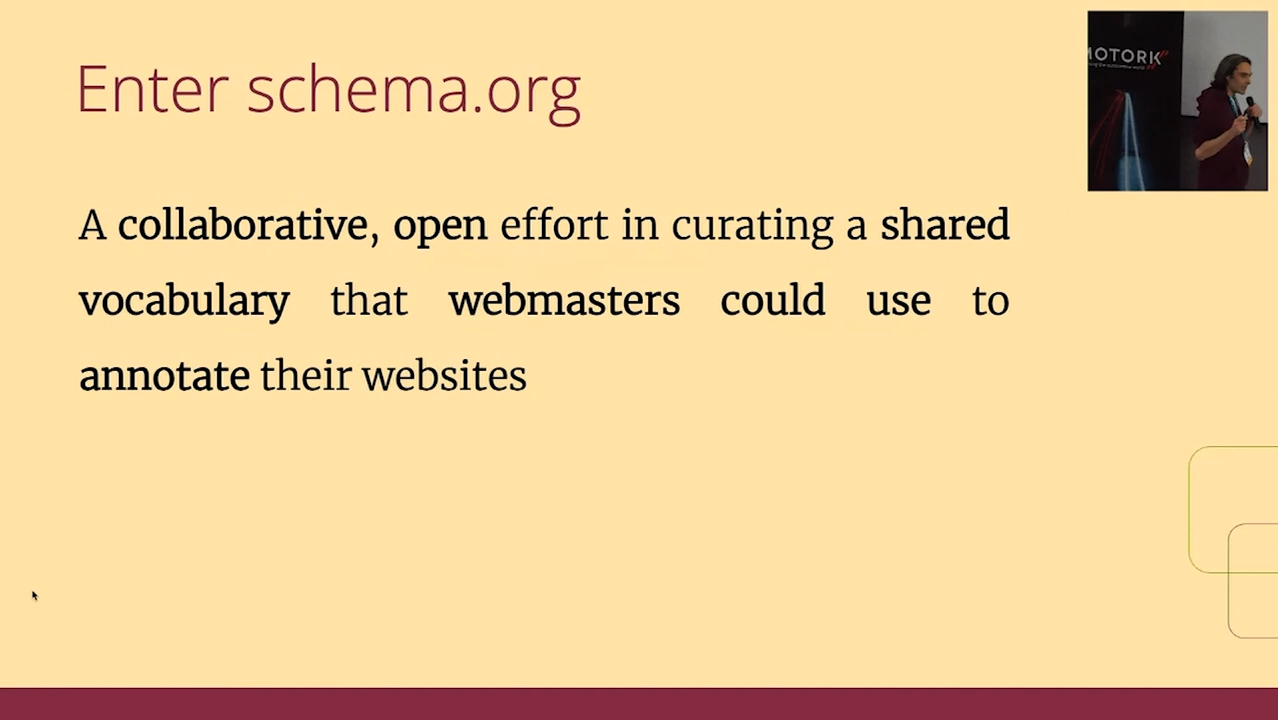 Enter schema.org
MOTORK
A collaborative, open effort in curating a shared
vocabulary that webmasters could use to
annotate their websites